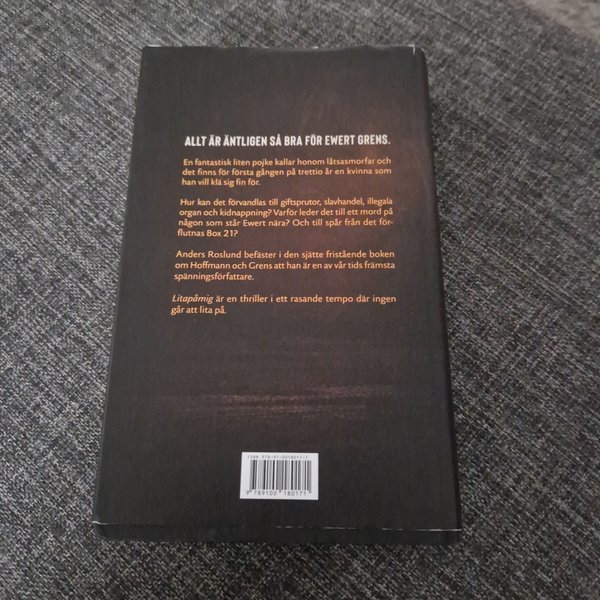 ALLT ÄR ÄNTLIGEN SÅ BRA FÖR EWERT GRENS.
En fantastisk liten pojke kallar honom låtsasmorfar och
det finns för första gången på trettio år en kvinna som
han vill klä sig fin för.
Hur kan det förvandlas till giftsprutor, slavhandel, illegala
organ och kidnappning? Varför leder det till ett mord på
någon som står Ewert nära? Och till spår från det för-
flutnas Box 21?
Anders Roslund befäster i den sjätte fristående boken
om Hoffmann och Grens att han är en av vår tids främsta
spänningsförfattare.
Litapåmig är en thriller i ett rasande tempo där ingen
går att lita på.
ISBN 978-91-0018017-1
9 789100 180171